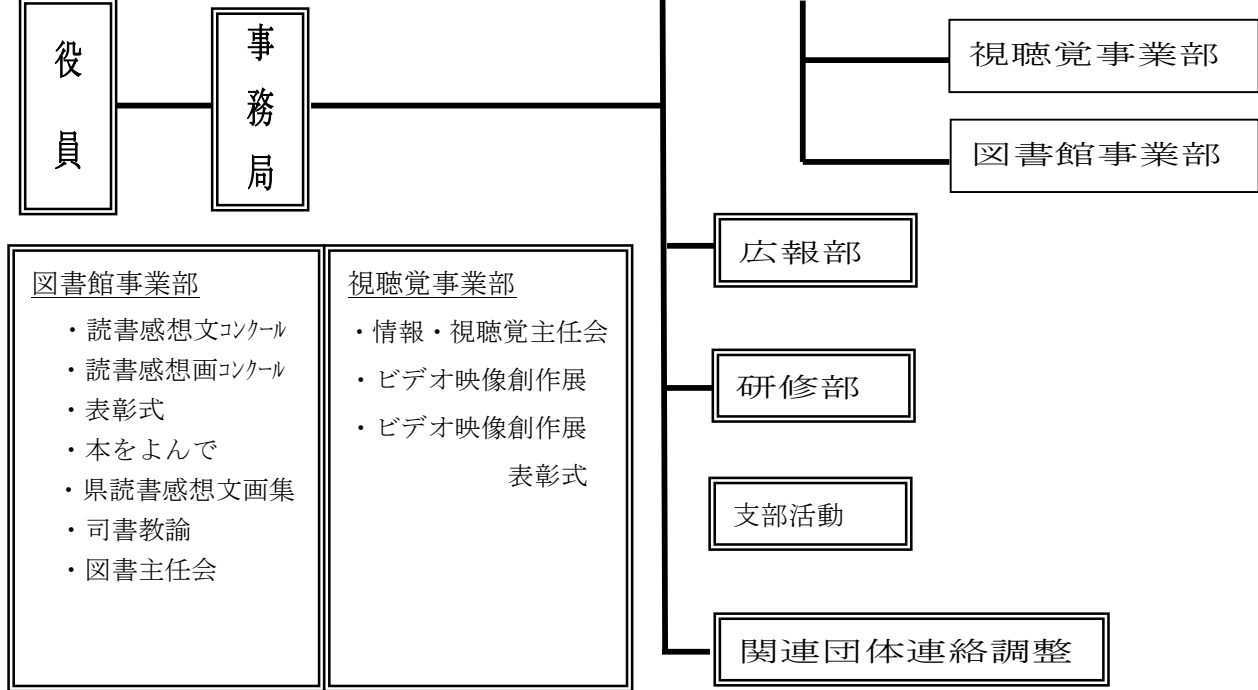 役員
事務局
視聴覚事業部
図書館事業部
広報部
研修部
支部活動
関連団体連絡調整
図書館事業部
・読書感想文ｺﾝｸｰﾙ
・読書感想画ｺﾝｸｰﾙ
・表彰式
・本をよんで
・県読書感想文画集
・司書教諭
・図書主任会
視聴覚事業部
・情報・視聴覚主任会
・ビデオ映像創作展
・ビデオ映像創作展
表彰式